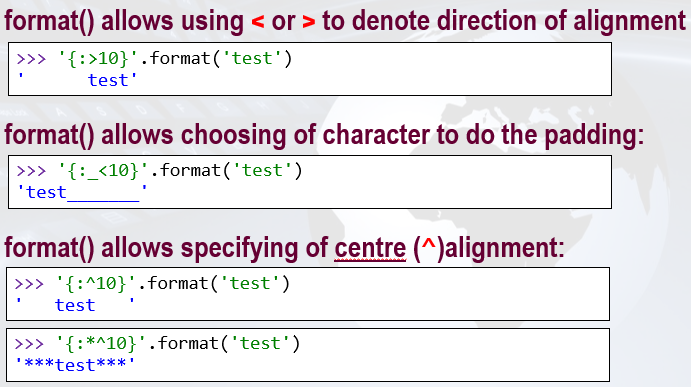 format() allows using < or > to denote direction of alignment
>>> '{:>10}'.format('test')
'      test'
format() allows choosing of character to do the padding:
>>> '{:_<10}'.format('test')
'test_______'
format() allows specifying of centre (^)alignment:
>>> '{:^10}'.format('test')
'   test   '
>>> '{:*^10}'.format('test')
'***test***'